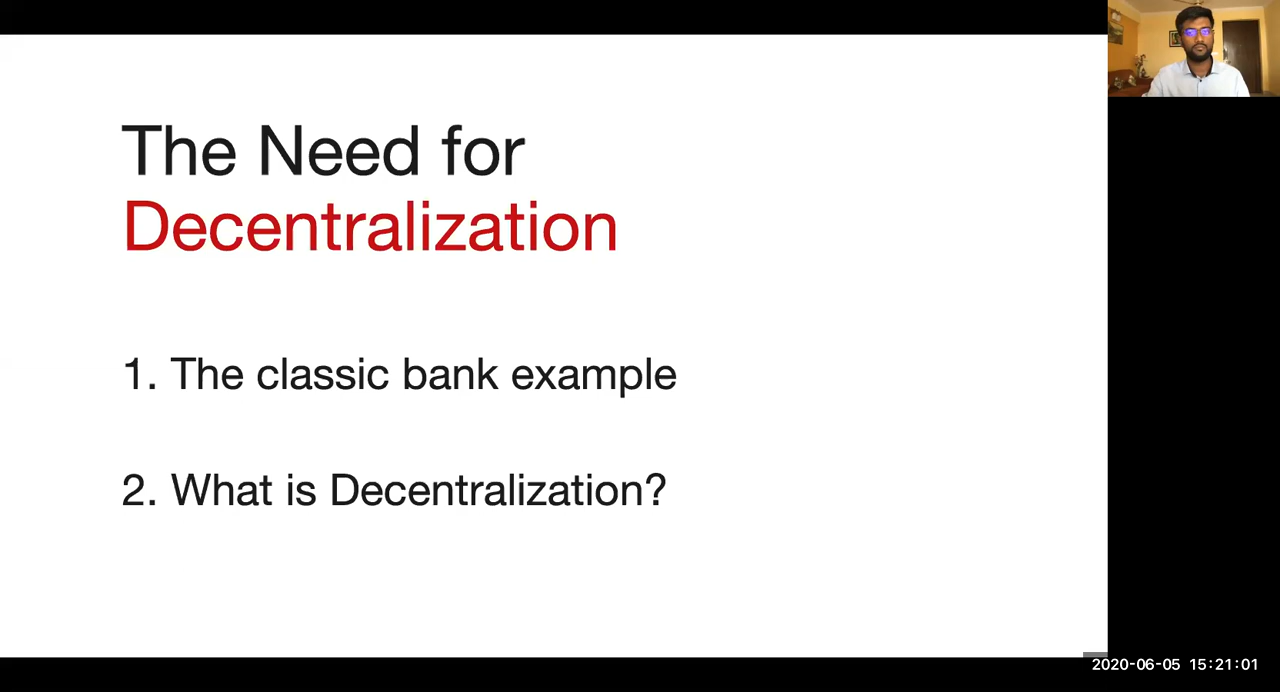 The Need for
Decentralization
1. The classic bank example
2. What is Decentralization?
2020-06-05 15:21:01